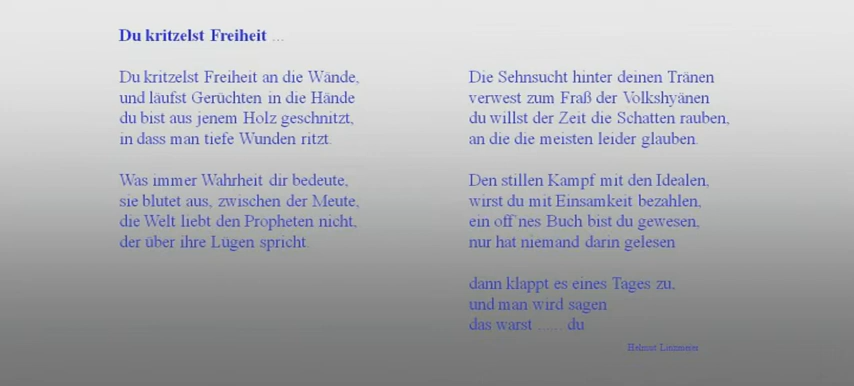 Du kritzelst Freiheit ...
Du kritzelst Freiheit an die Wände,
und läufst Gerüchten in die Hände
du bist aus jenem Holz geschnitzt,
in dass man tiefe Wunden ritzt.
Was immer Wahrheit dir bedeute,
sie blutet aus, zwischen der Meute,
die Welt liebt den Propheten nicht,
der über ihre Lügen spricht.
Die Sehnsucht hinter deinen Tränen
verwest zum Fraß der Volkshyänen
du willst der Zeit die Schatten rauben,
an die die meisten leider glauben.
Den stillen Kampf mit den Idealen,
wirst du mit Einsamkeit bezahlen,
ein off´nes Buch bist du gewesen,
nur hat niemand darin gelesen
dann klappt es eines Tages zu,
und man wird sagen
das warst ...... du
Helmut